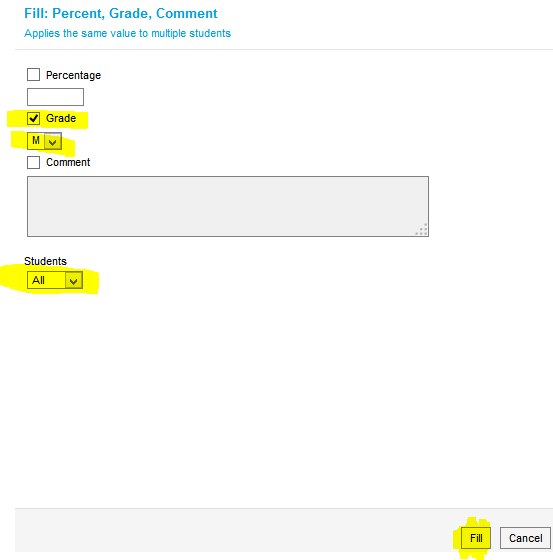 Fill: Percent, Grade, Comment
Applies the same value to multiple students
Percentage
Grade
M
Comment
Students
All
Fill Cancel